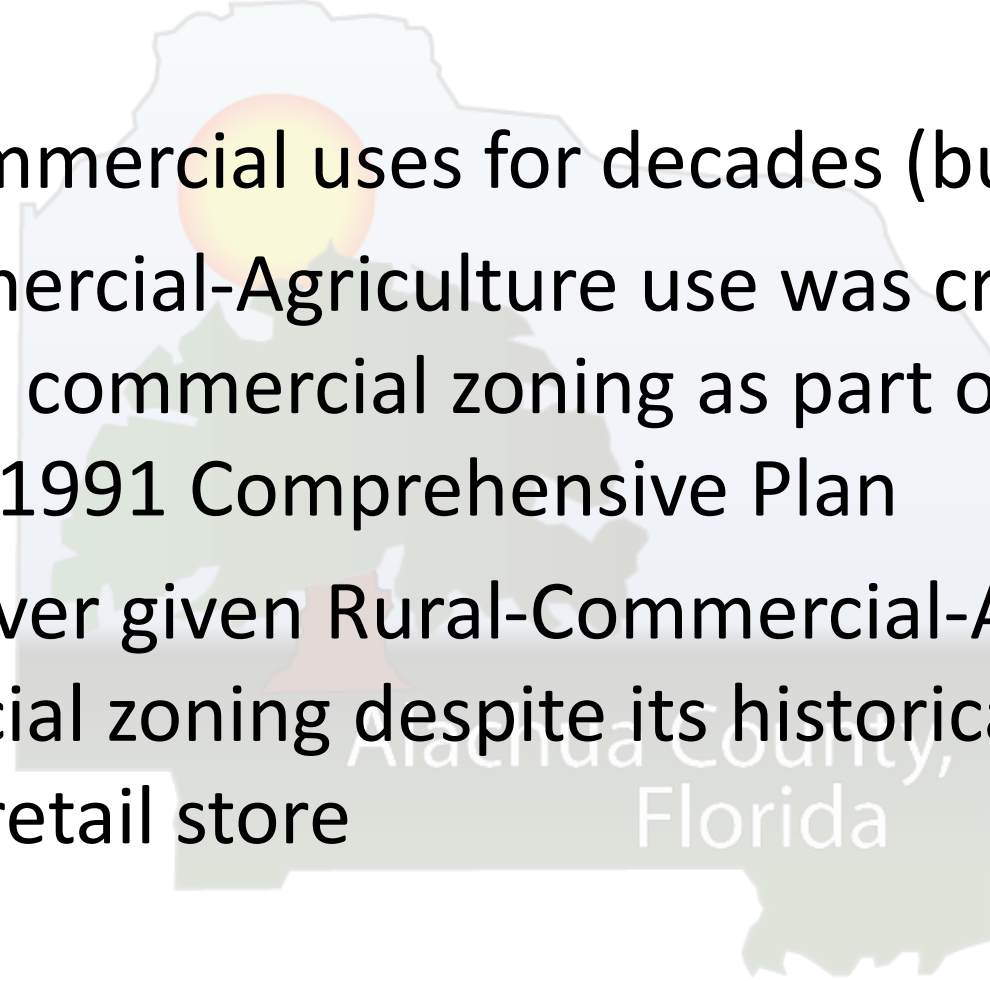 mmercial uses for decades (bu
mercial-Agriculture use was cr
commercial zoning as part o
1991 Comprehensive Plan
ver given Rural-Commercial-A
cial zoning despite its historica
retail store
Alachua County,
Florida